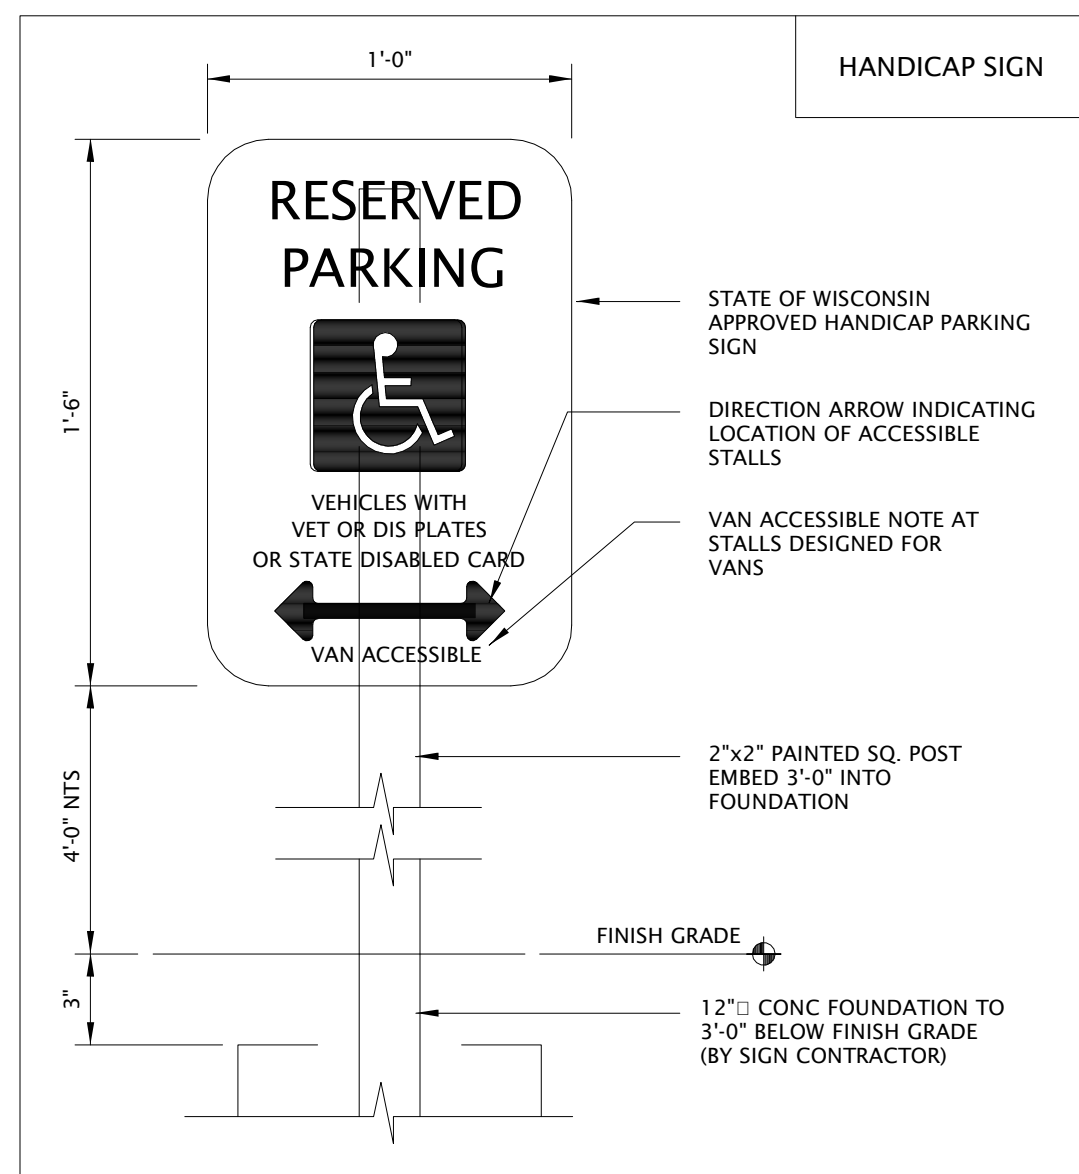 1'-0"
HANDICAP SIGN
RESERVED
PARKING
STATE OF WISCONSIN
APPROVED HANDICAP PARKING
SIGN
1'-6"
DIRECTION ARROW INDICATING
LOCATION OF ACCESSIBLE
STALLS
VEHICLES WITH
VET OR DIS PLATES
OR STATE DISABLED CARD
VAN ACCESSIBLE NOTE AT
STALLS DESIGNED FOR
VANS
VAN ACCESSIBLE
2"x2" PAINTED SQ. POST
EMBED 3'-0" INTO
FOUNDATION
4'-0" NTS
FINISH GRADE
3"
12"□ CONC FOUNDATION TO
3'-0" BELOW FINISH GRADE
(BY SIGN CONTRACTOR)